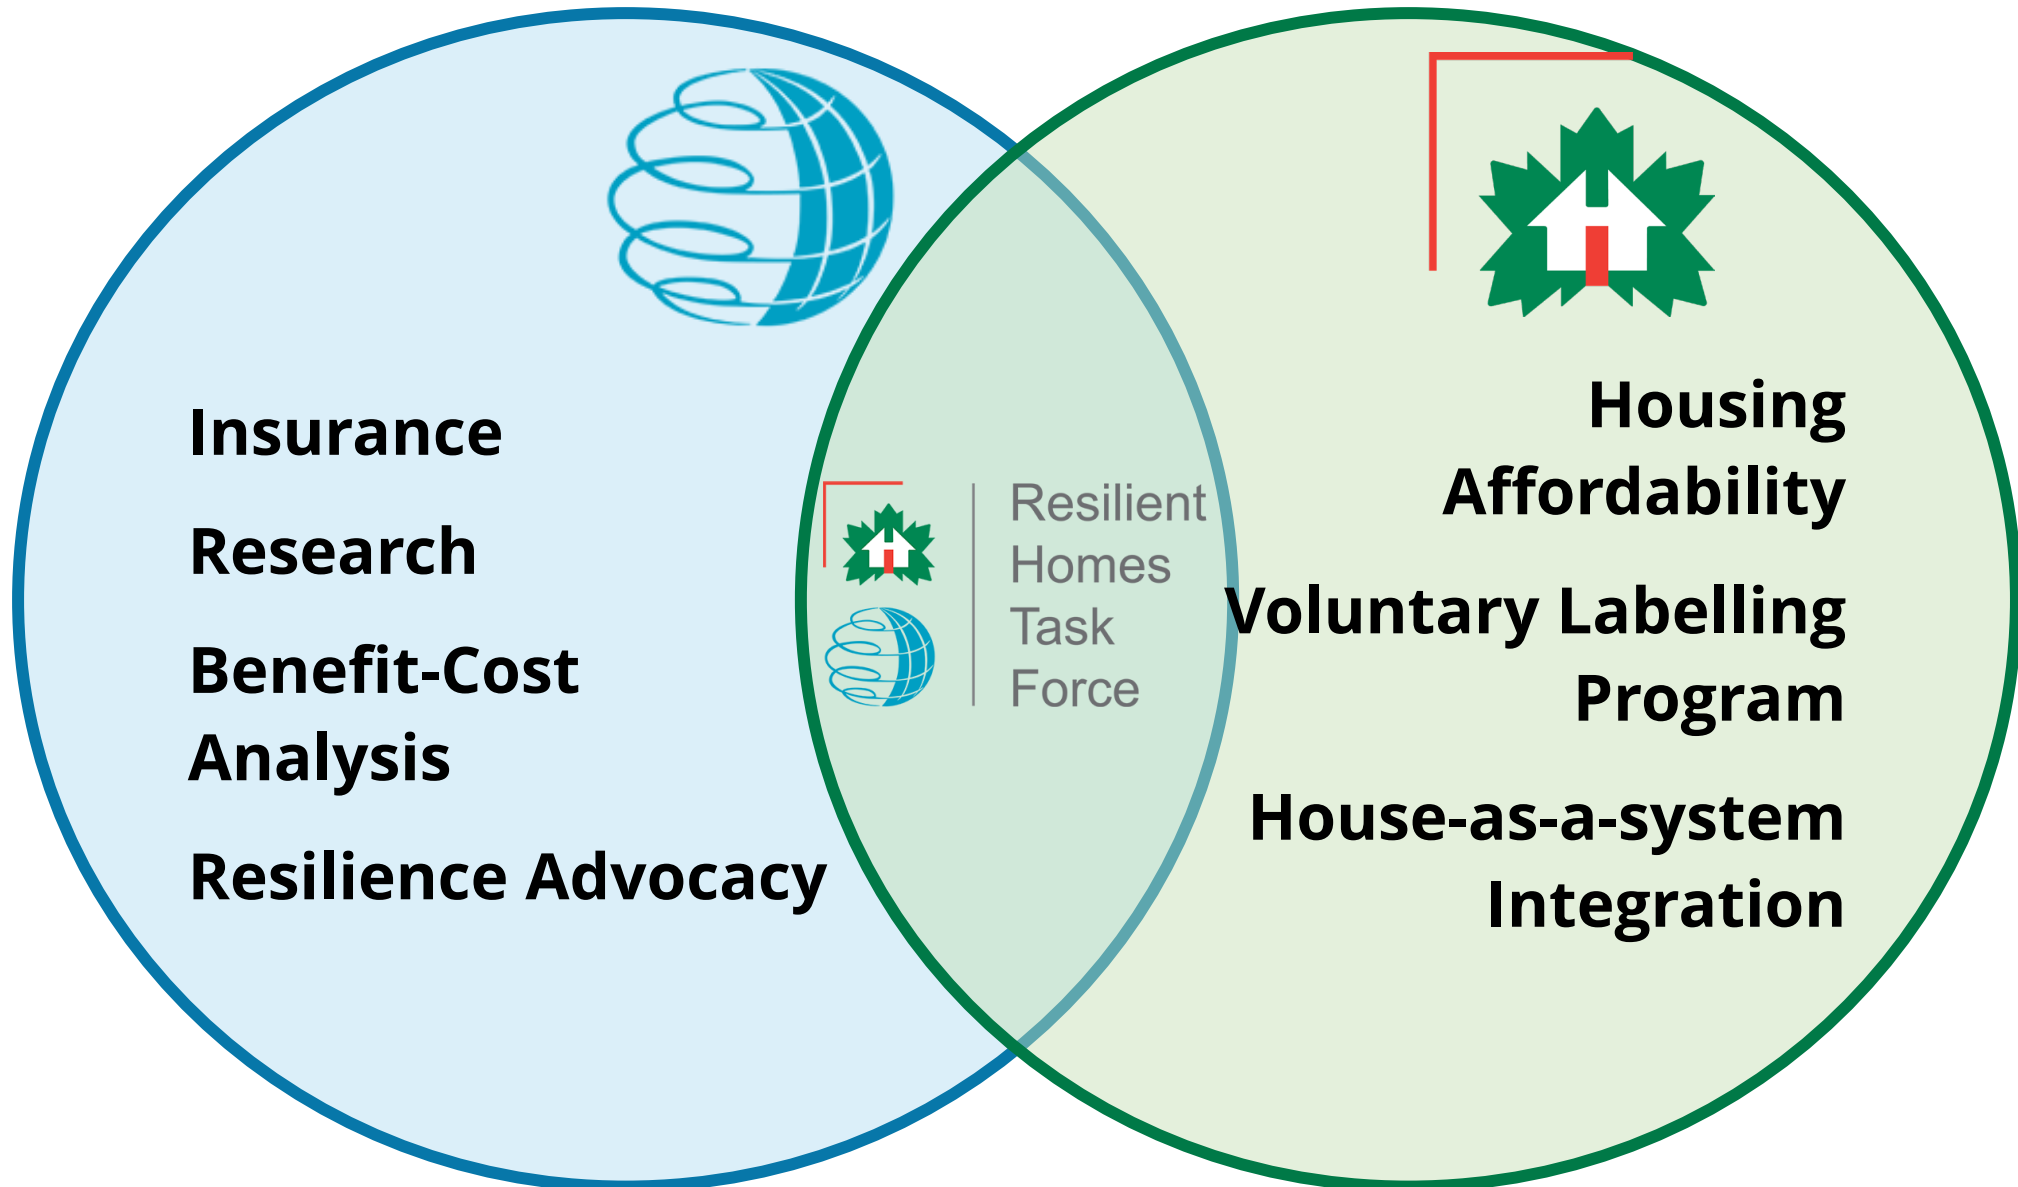 Insurance
Research
Benefit-Cost
Analysis
Resilience Advocacy
Resilient
Homes
Task
Force
Housing
Affordability
Voluntary Labelling
Program
House-as-a-system
Integration